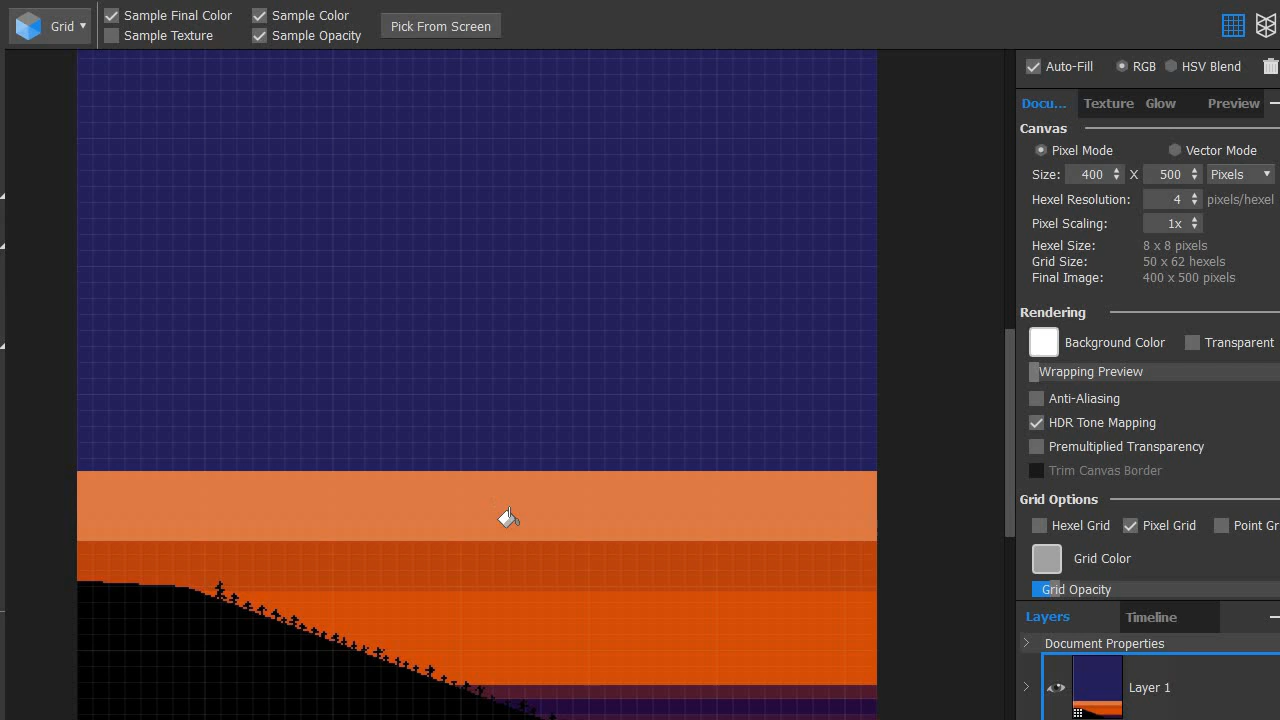 Grid
Sample Final Color
Sample Texture
Sample Color
Sample Opacity
Pick From Screen
Auto-Fill RGB HSV Blend
Docu... Texture Glow Preview
Canvas
Pixel Mode Vector Mode
Size: 400 X 500 Pixels
Hexel Resolution: 4 pixels/hexel
Pixel Scaling: 1x
Hexel Size: 8 x 8 pixels
Grid Size: 50 x 62 hexels
Final Image: 400 x 500 pixels
Rendering
Background Color Transparent
Wrapping Preview
Anti-Aliasing
HDR Tone Mapping
Premultiplied Transparency
Trim Canvas Border
Grid Options
Hexel Grid Pixel Grid Point Gr
Grid Color
Grid Opacity
Layers Timeline
Document Properties
Layer 1